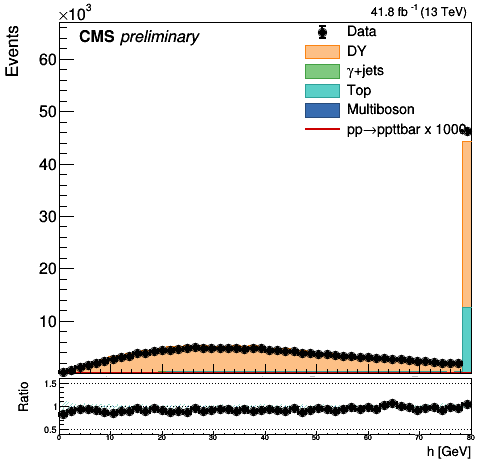 ×10³
41.8 fb⁻¹ (13 TeV)
Events
CMS preliminary
Data
DY
γ+jets
Top
Multiboson
pp→ppttbar x 1000
60
50
40
30
20
10
Ratio
1.5
1
0.5
0 10 20 30 40 50 60 70 80
h [GeV]